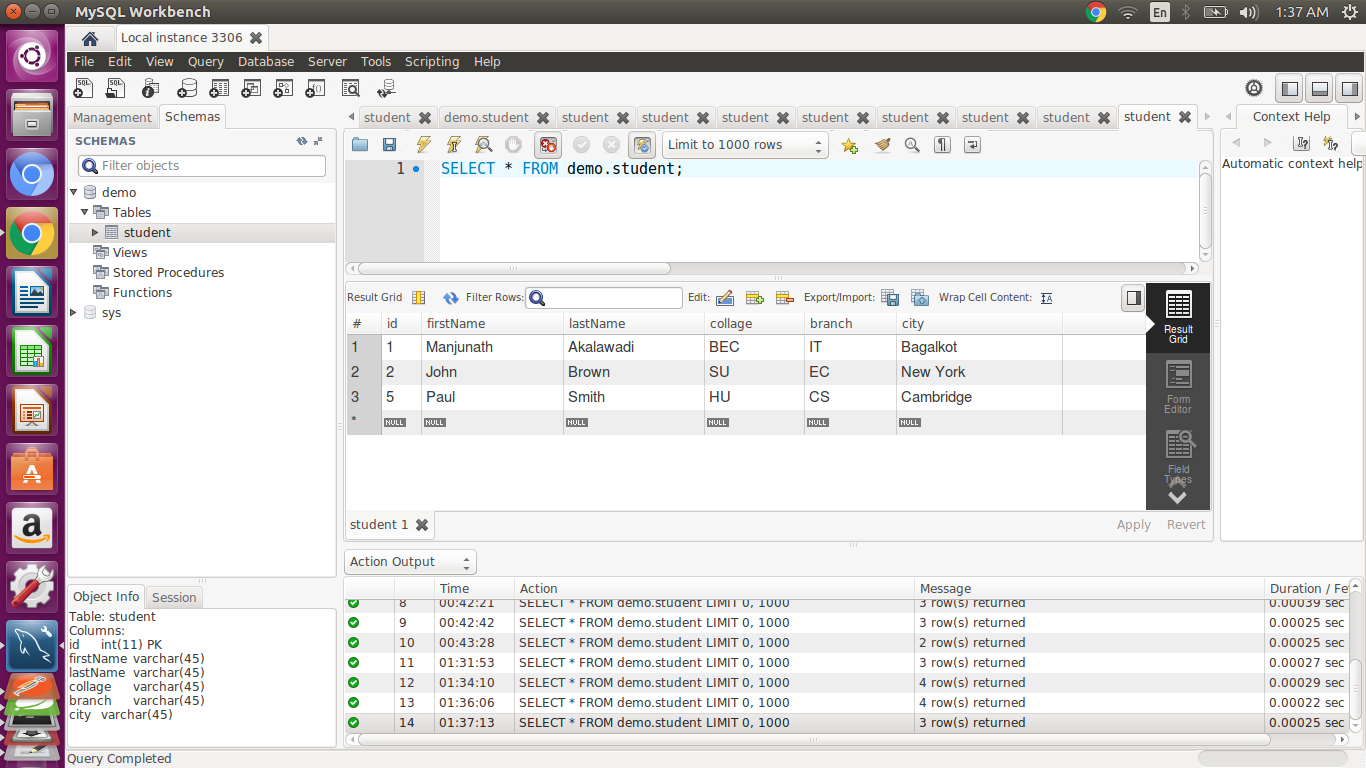 MySQL Workbench
En
1:37 AM
Local instance 3306
File Edit View Query Database Server Tools Scripting Help
Management Schemas
student demo.student student student student student student student student student
Context Help
SCHEMAS
Filter objects
Limit to 1000 rows
Automatic context help
1 SELECT * FROM demo.student;
demo
Tables
student
Views
Stored Procedures
Functions
sys
Result Grid Filter Rows: Edit: Export/Import: Wrap Cell Content:
# id firstName lastName collage branch city
1 1 Manjunath Akalawadi BEC IT Bagalkot
2 2 John Brown SU EC New York
3 5 Paul Smith HU CS Cambridge
* NULL NULL NULL NULL NULL NULL
Result
Grid
Form
Editor
Field
Types
student 1
Apply Revert
Action Output
Time Action Message Duration / Fe
8 00:42:21 SELECT * FROM demo.student LIMIT 0, 1000 3 row(s) returned 0.00039 sec
9 00:42:42 SELECT * FROM demo.student LIMIT 0, 1000 3 row(s) returned 0.00025 sec
10 00:43:28 SELECT * FROM demo.student LIMIT 0, 1000 2 row(s) returned 0.00025 sec
11 01:31:53 SELECT * FROM demo.student LIMIT 0, 1000 3 row(s) returned 0.00027 sec
12 01:34:10 SELECT * FROM demo.student LIMIT 0, 1000 4 row(s) returned 0.00029 sec
13 01:36:06 SELECT * FROM demo.student LIMIT 0, 1000 4 row(s) returned 0.00022 sec
14 01:37:13 SELECT * FROM demo.student LIMIT 0, 1000 3 row(s) returned 0.00025 sec
Object Info Session
Table: student
Columns:
id int(11) PK
firstName varchar(45)
lastName varchar(45)
collage varchar(45)
branch varchar(45)
city varchar(45)
Query Completed